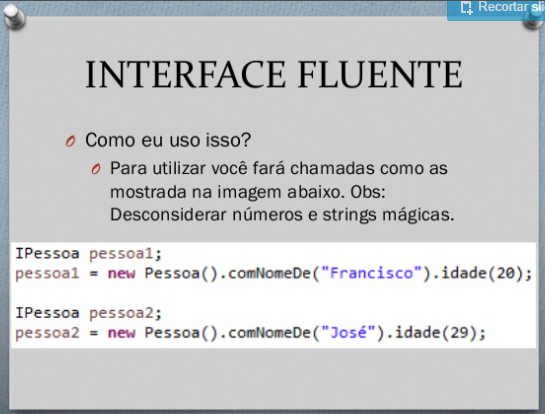 Recortar sli
INTERFACE FLUENTE
Como eu uso isso?
Para utilizar você fará chamadas como as
mostrada na imagem abaixo. Obs:
Desconsiderar números e strings mágicas.
IPessoa pessoa1;
pessoa1 = new Pessoa().comNomeDe("Francisco").idade(20);
IPessoa pessoa2;
pessoa2 = new Pessoa().comNomeDe("José").idade(29);